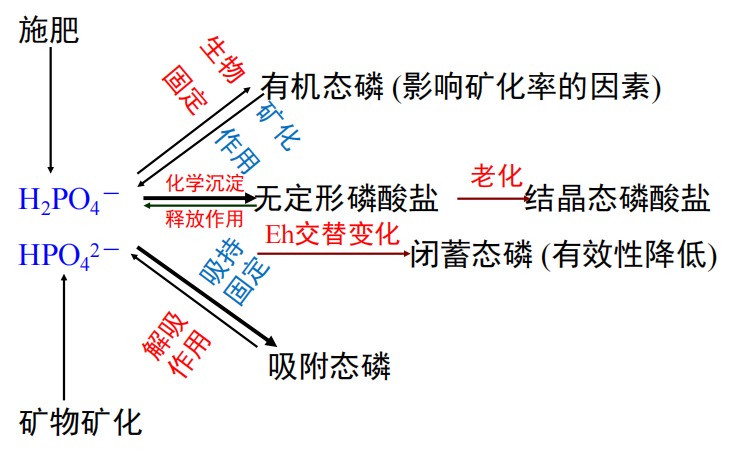 施肥
生物
固定
有机态磷 (影响矿化率的因素)
矿化
作用
化学沉淀
老化
H₂PO₄⁻
无定形磷酸盐
结晶态磷酸盐
释放作用
Eh交替变化
HPO₄²⁻
吸持
固定
闭蓄态磷 (有效性降低)
解吸
作用
吸附态磷
矿物矿化